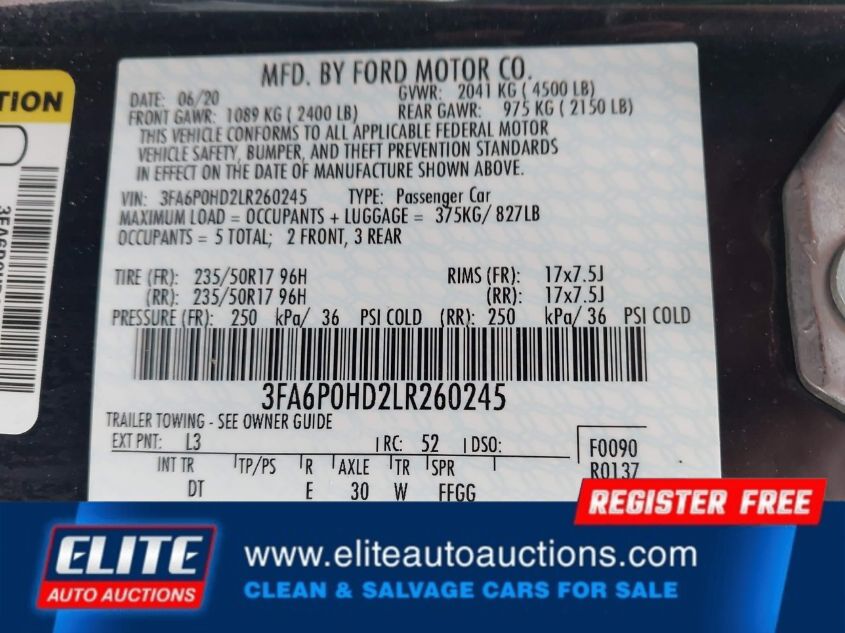 TION
MFD. BY FORD MOTOR CO.
DATE: 06/20 GVWR: 2041 KG ( 4500 LB)
FRONT GAWR: 1089 KG ( 2400 LB) REAR GAWR: 975 KG ( 2150 LB)
THIS VEHICLE CONFORMS TO ALL APPLICABLE FEDERAL MOTOR
VEHICLE SAFETY, BUMPER, AND THEFT PREVENTION STANDARDS
IN EFFECT ON THE DATE OF MANUFACTURE SHOWN ABOVE.
VIN: 3FA6P0HD2LR260245 TYPE: Passenger Car
MAXIMUM LOAD = OCCUPANTS + LUGGAGE = 375KG/ 827LB
OCCUPANTS = 5 TOTAL; 2 FRONT, 3 REAR
TIRE (FR): 235/50R17 96H RIMS (FR): 17x7.5J
(RR): 235/50R17 96H (RR): 17x7.5J
PRESSURE (FR): 250 kPa/ 36 PSI COLD (RR): 250 kPa/ 36 PSI COLD
3FA6P0HD2LR260245
TRAILER TOWING - SEE OWNER GUIDE
EXT PNT: L3 RC: 52 DSO: F0090
R0137
INT TR TP/PS R AXLE TR SPR
DT E 30 W FFGG
REGISTER FREE
ELITE
AUTO AUCTIONS
www.eliteautoauctions.com
CLEAN & SALVAGE CARS FOR SALE